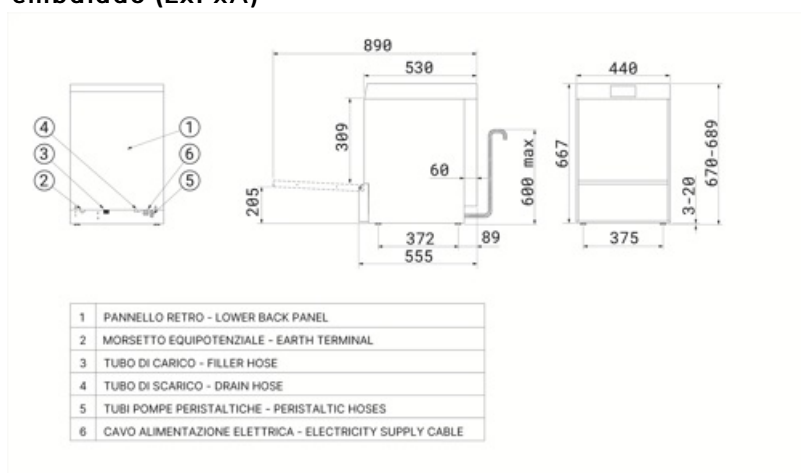 embalado (LxPxA)
890
530
440
4
1
3
6
2
5
309
60
600 max
667
670-689
205
3-20
372
89
375
555
1 PANNELLO RETRO - LOWER BACK PANEL
2 MORSETTO EQUIPOTENZIALE - EARTH TERMINAL
3 TUBO DI CARICO - FILLER HOSE
4 TUBO DI SCARICO - DRAIN HOSE
5 TUBI POMPE PERISTALTICHE - PERISTALTIC HOSES
6 CAVO ALIMENTAZIONE ELETTRICA - ELECTRICITY SUPPLY CABLE